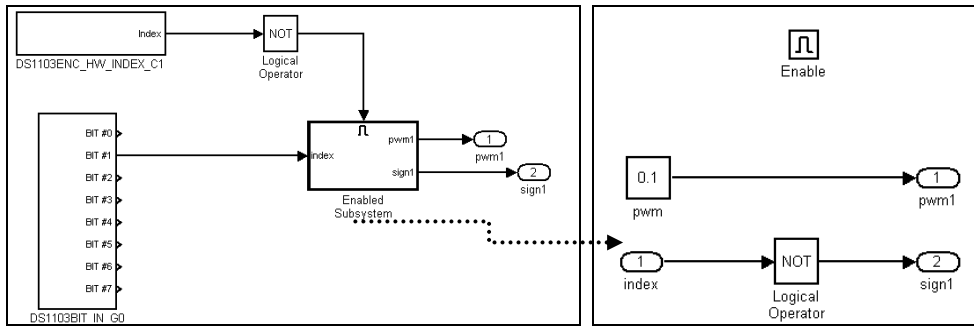 Index
DS1103ENC_HW_INDEX_C1
NOT
Logical
Operator
BIT #0
BIT #1
BIT #2
BIT #3
BIT #4
BIT #5
BIT #6
BIT #7
DS1103BIT_IN_G0
index
pwm1
sign1
Enabled
Subsystem
1
pwm1
2
sign1
Enable
0.1
pwm
1
pwm1
1
index
NOT
Logical
Operator
2
sign1